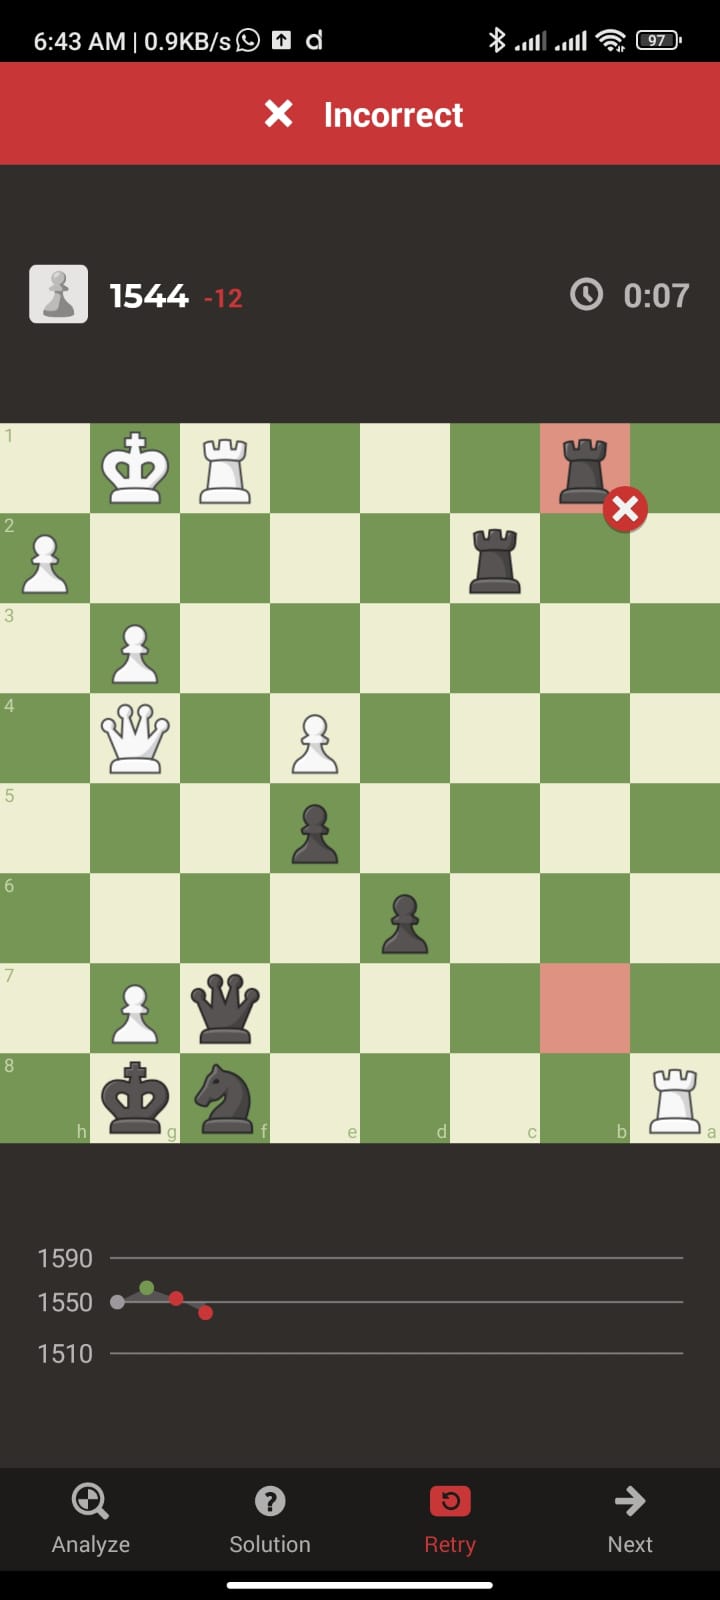 6:43 AM | 0.9KB/s d 97
Incorrect
1544 -12 0:07
1
2
3
4
5
6
7
8
h g f e d c b a
1590
1550
1510
Analyze Solution Retry Next